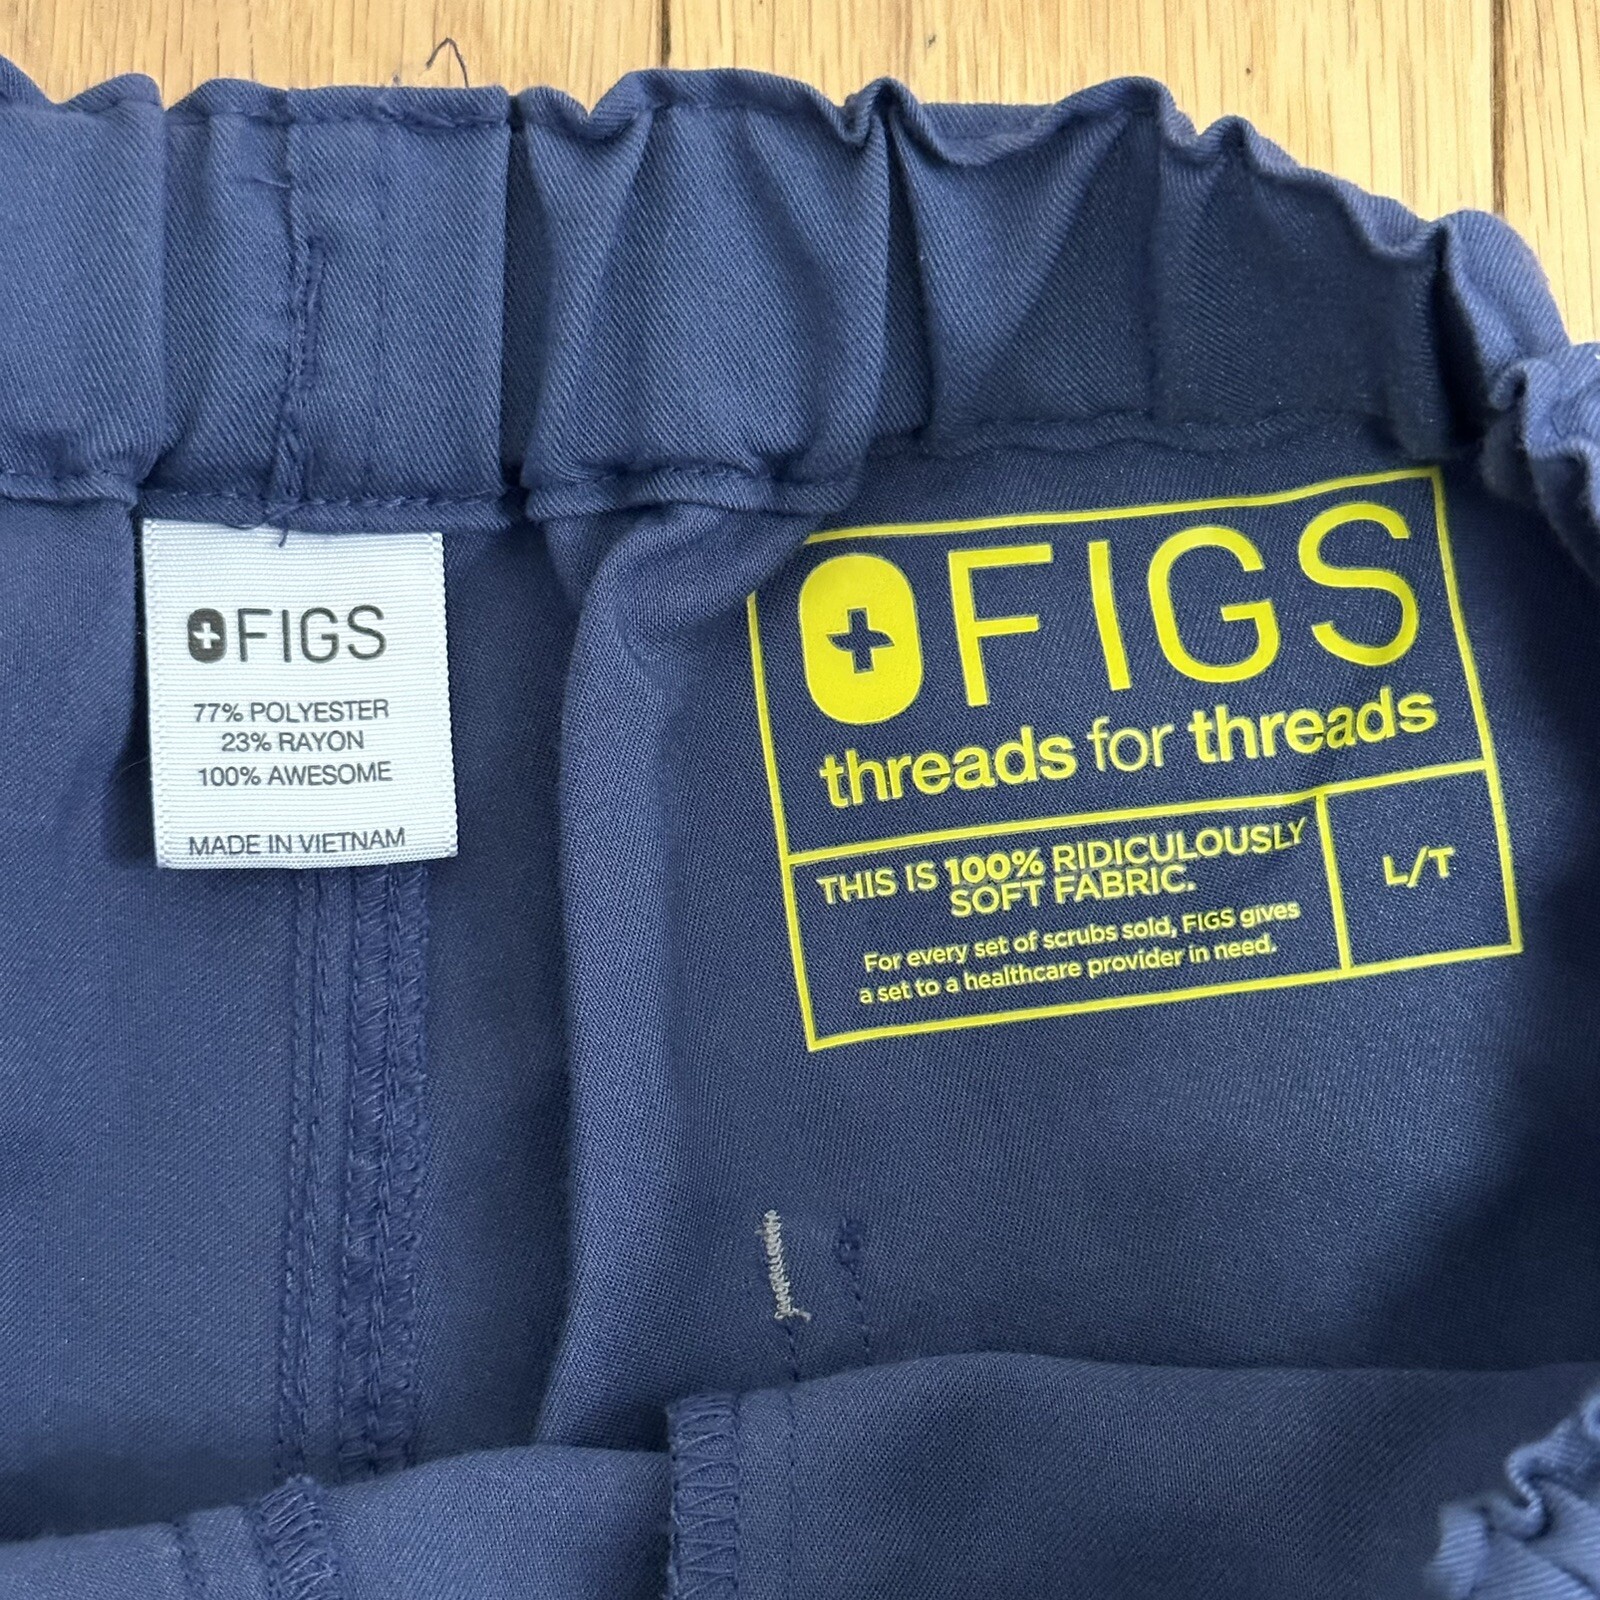 FIGS
77% POLYESTER
23% RAYON
100% AWESOME
MADE IN VIETNAM
FIGS
threads for threads
THIS IS 100% RIDICULOUSLY
SOFT FABRIC.
For every set of scrubs sold, FIGS gives
a set to a healthcare provider in need.
L/T